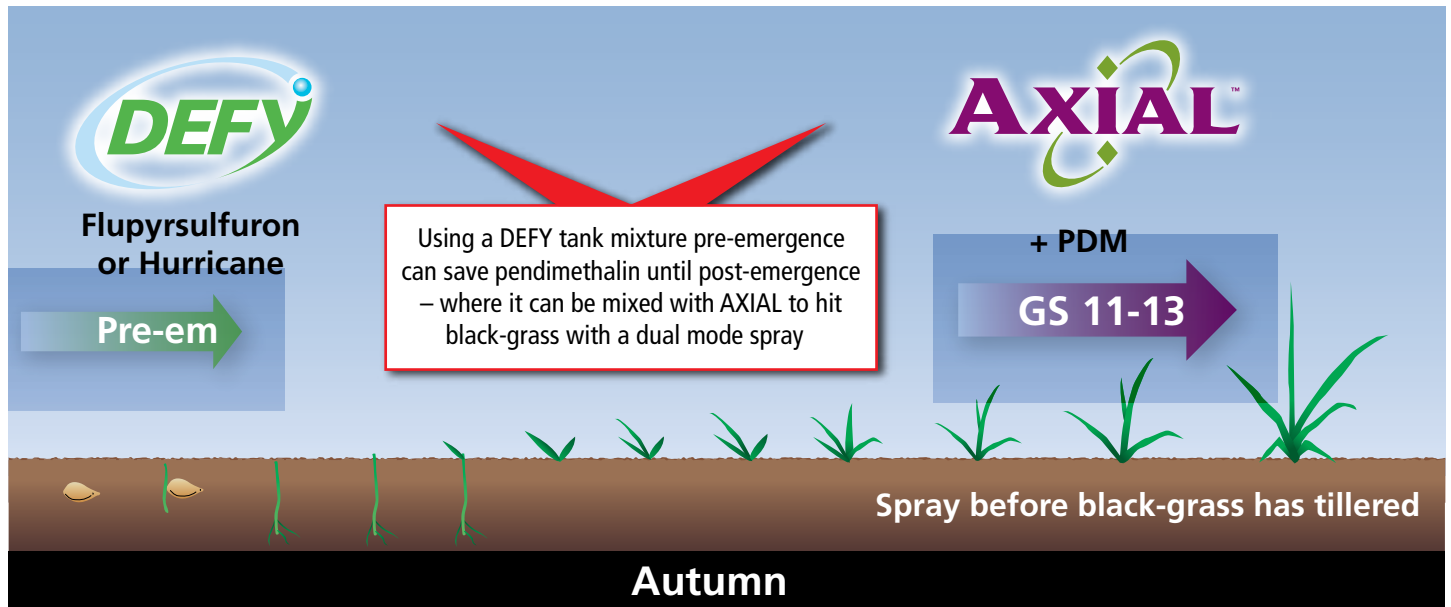 DEFY
Flupyrsulfuron
or Hurricane
Pre-em
Using a DEFY tank mixture pre-emergence
can save pendimethalin until post-emergence
– where it can be mixed with AXIAL to hit
black-grass with a dual mode spray
AXIAL™
+ PDM
GS 11-13
Spray before black-grass has tillered
Autumn